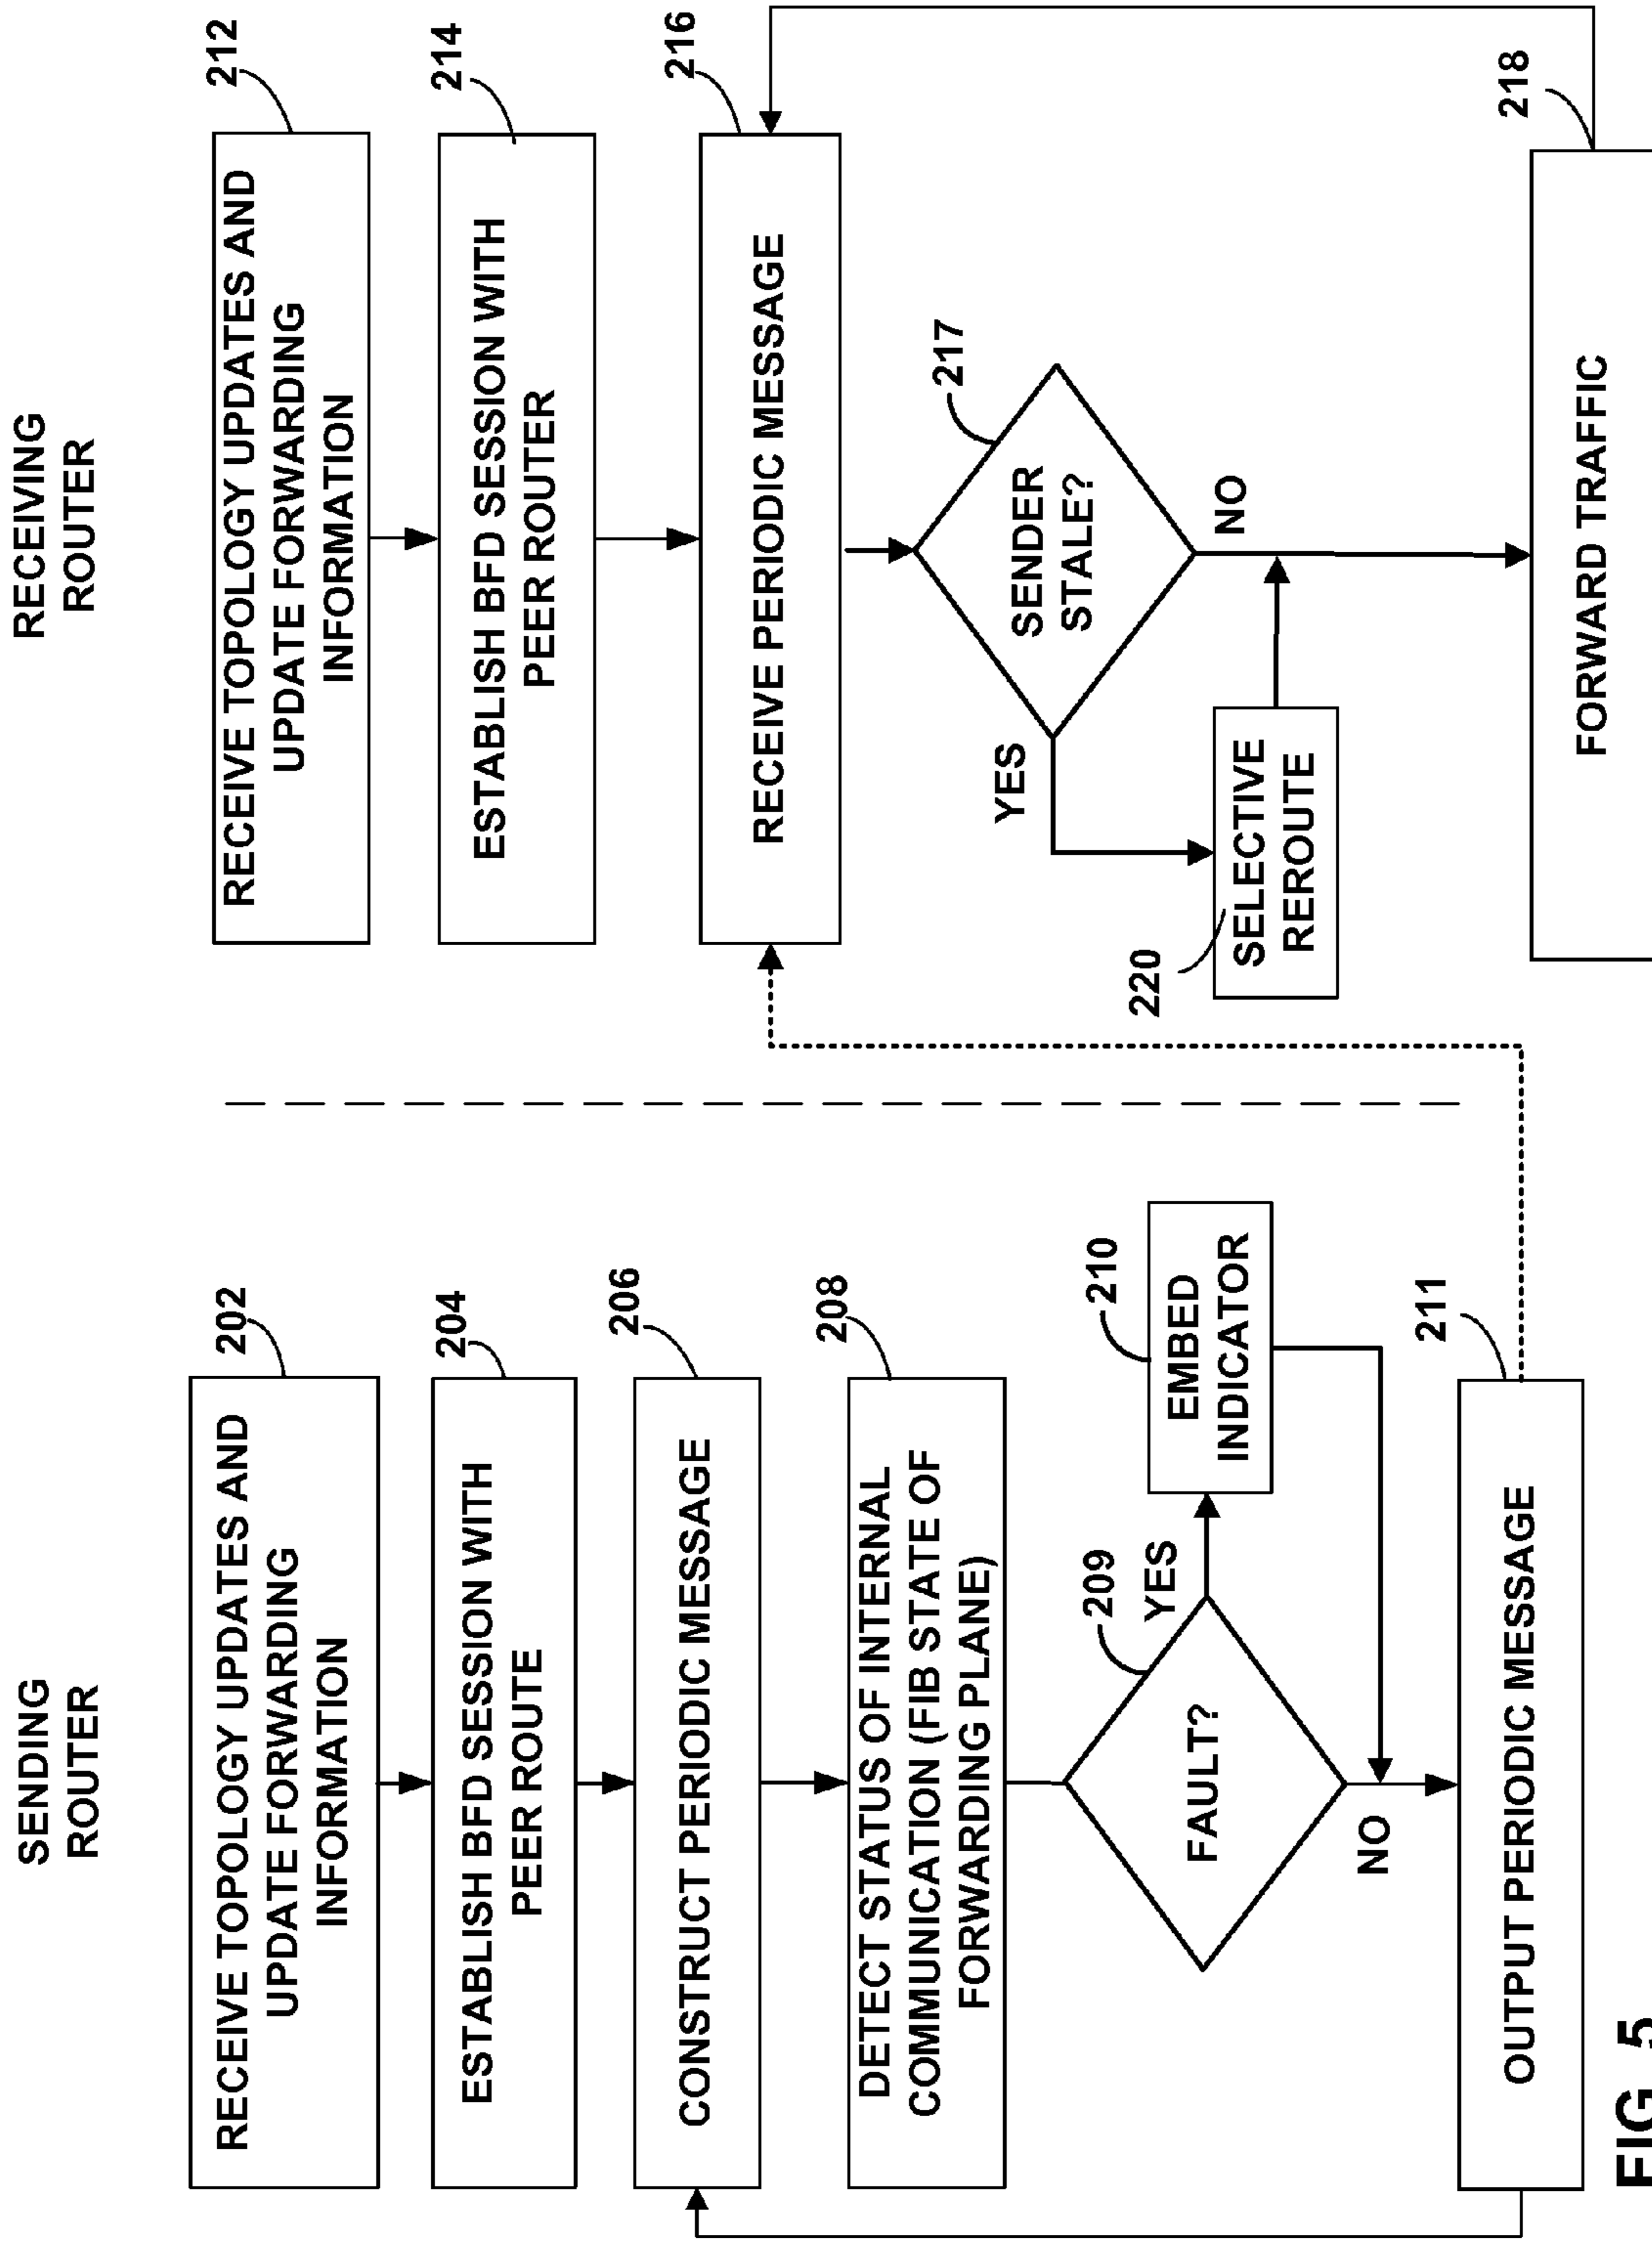 SENDING
ROUTER
202
RECEIVE TOPOLOGY UPDATES AND
UPDATE FORWARDING
INFORMATION
204
ESTABLISH BFD SESSION WITH
PEER ROUTE
206
CONSTRUCT PERIODIC MESSAGE
208
DETECT STATUS OF INTERNAL
COMMUNICATION (FIB STATE OF
FORWARDING PLANE)
209
FAULT?
YES
210
EMBED
INDICATOR
NO
211
OUTPUT PERIODIC MESSAGE
RECEIVING
ROUTER
212
RECEIVE TOPOLOGY UPDATES AND
UPDATE FORWARDING
INFORMATION
214
ESTABLISH BFD SESSION WITH
PEER ROUTER
216
RECEIVE PERIODIC MESSAGE
217
SENDER
STALE?
YES
NO
220
SELECTIVE
REROUTE
218
FORWARD TRAFFIC
FIG. 5